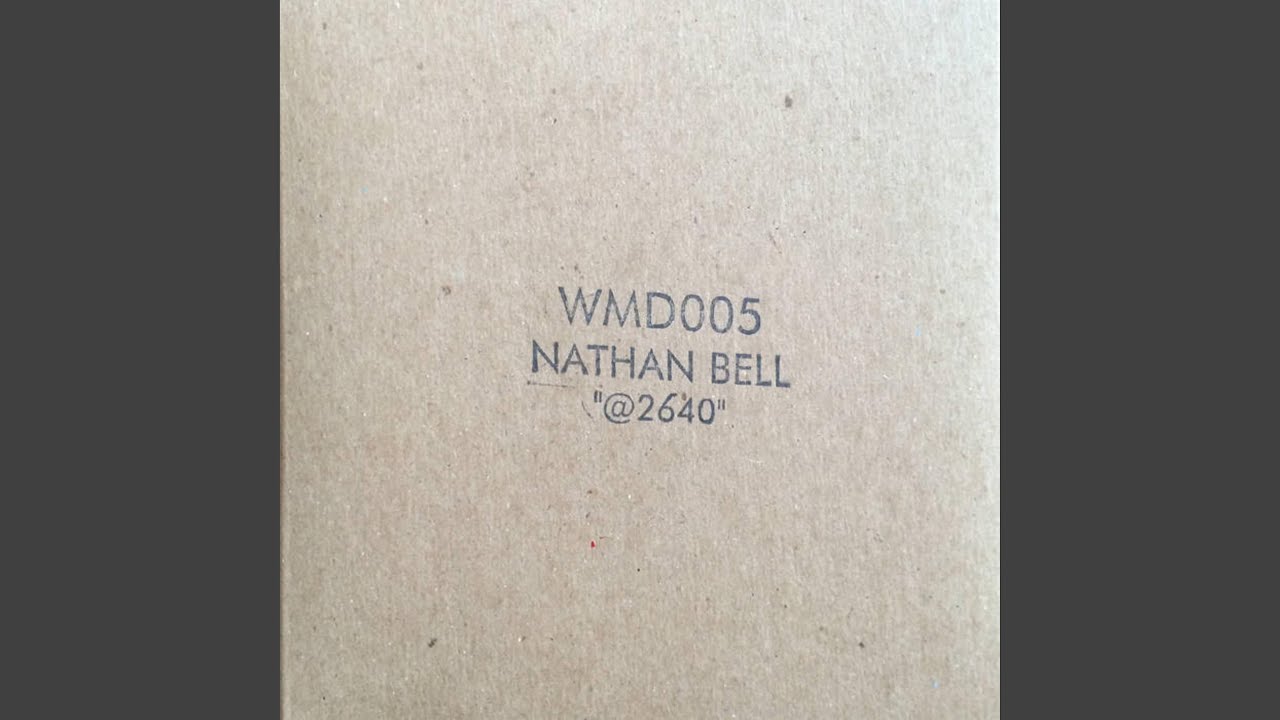 WMD005
NATHAN BELL
"@2640"